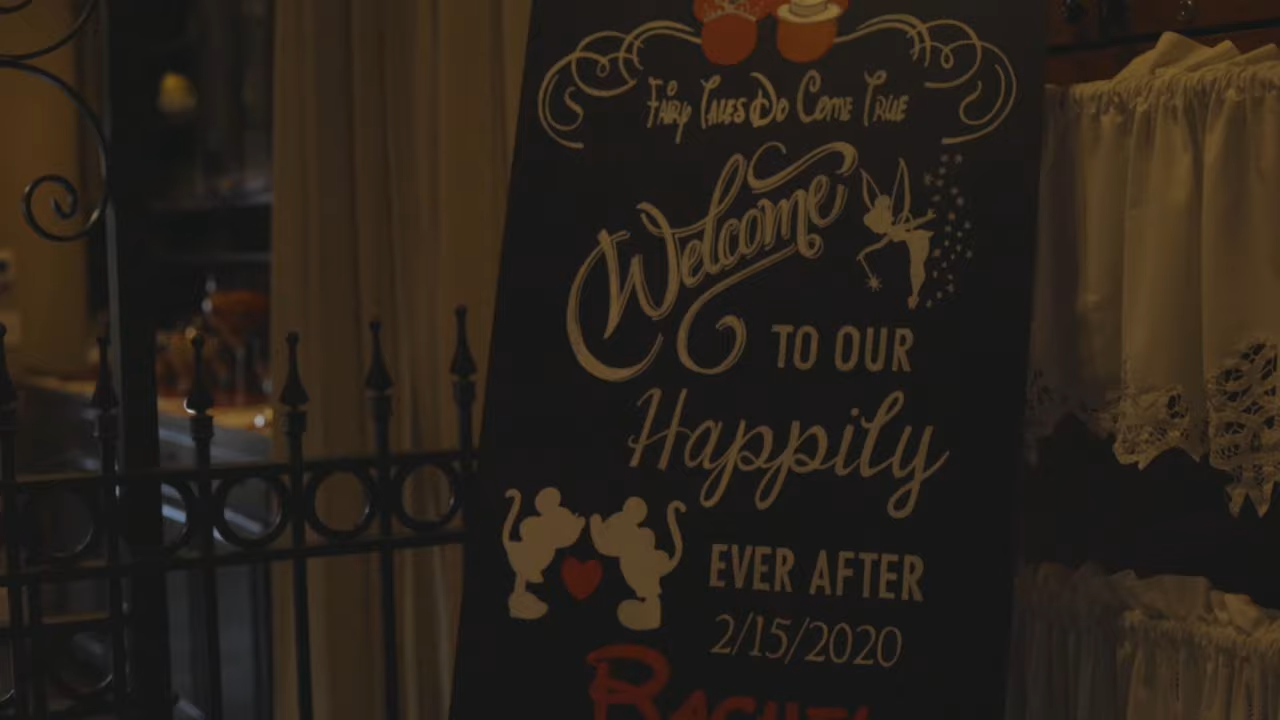 Fairy Tales Do Come True
Welcome
TO OUR
Happily
EVER AFTER
2/15/2020